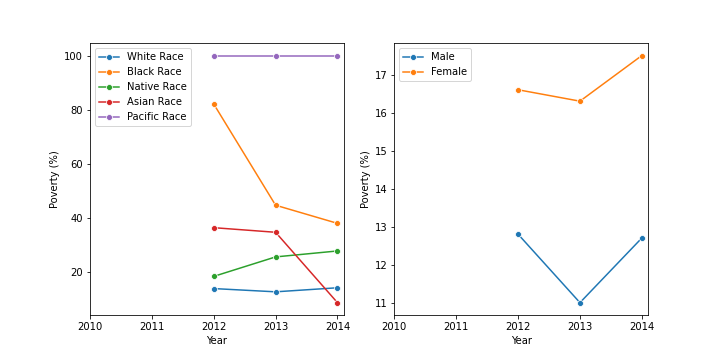 White Race
Black Race
Native Race
Asian Race
Pacific Race
100
80
60
40
20
Poverty (%)
2010 2011 2012 2013 2014
Year
Male
Female
17
16
15
14
13
12
11
Poverty (%)
2010 2011 2012 2013 2014
Year